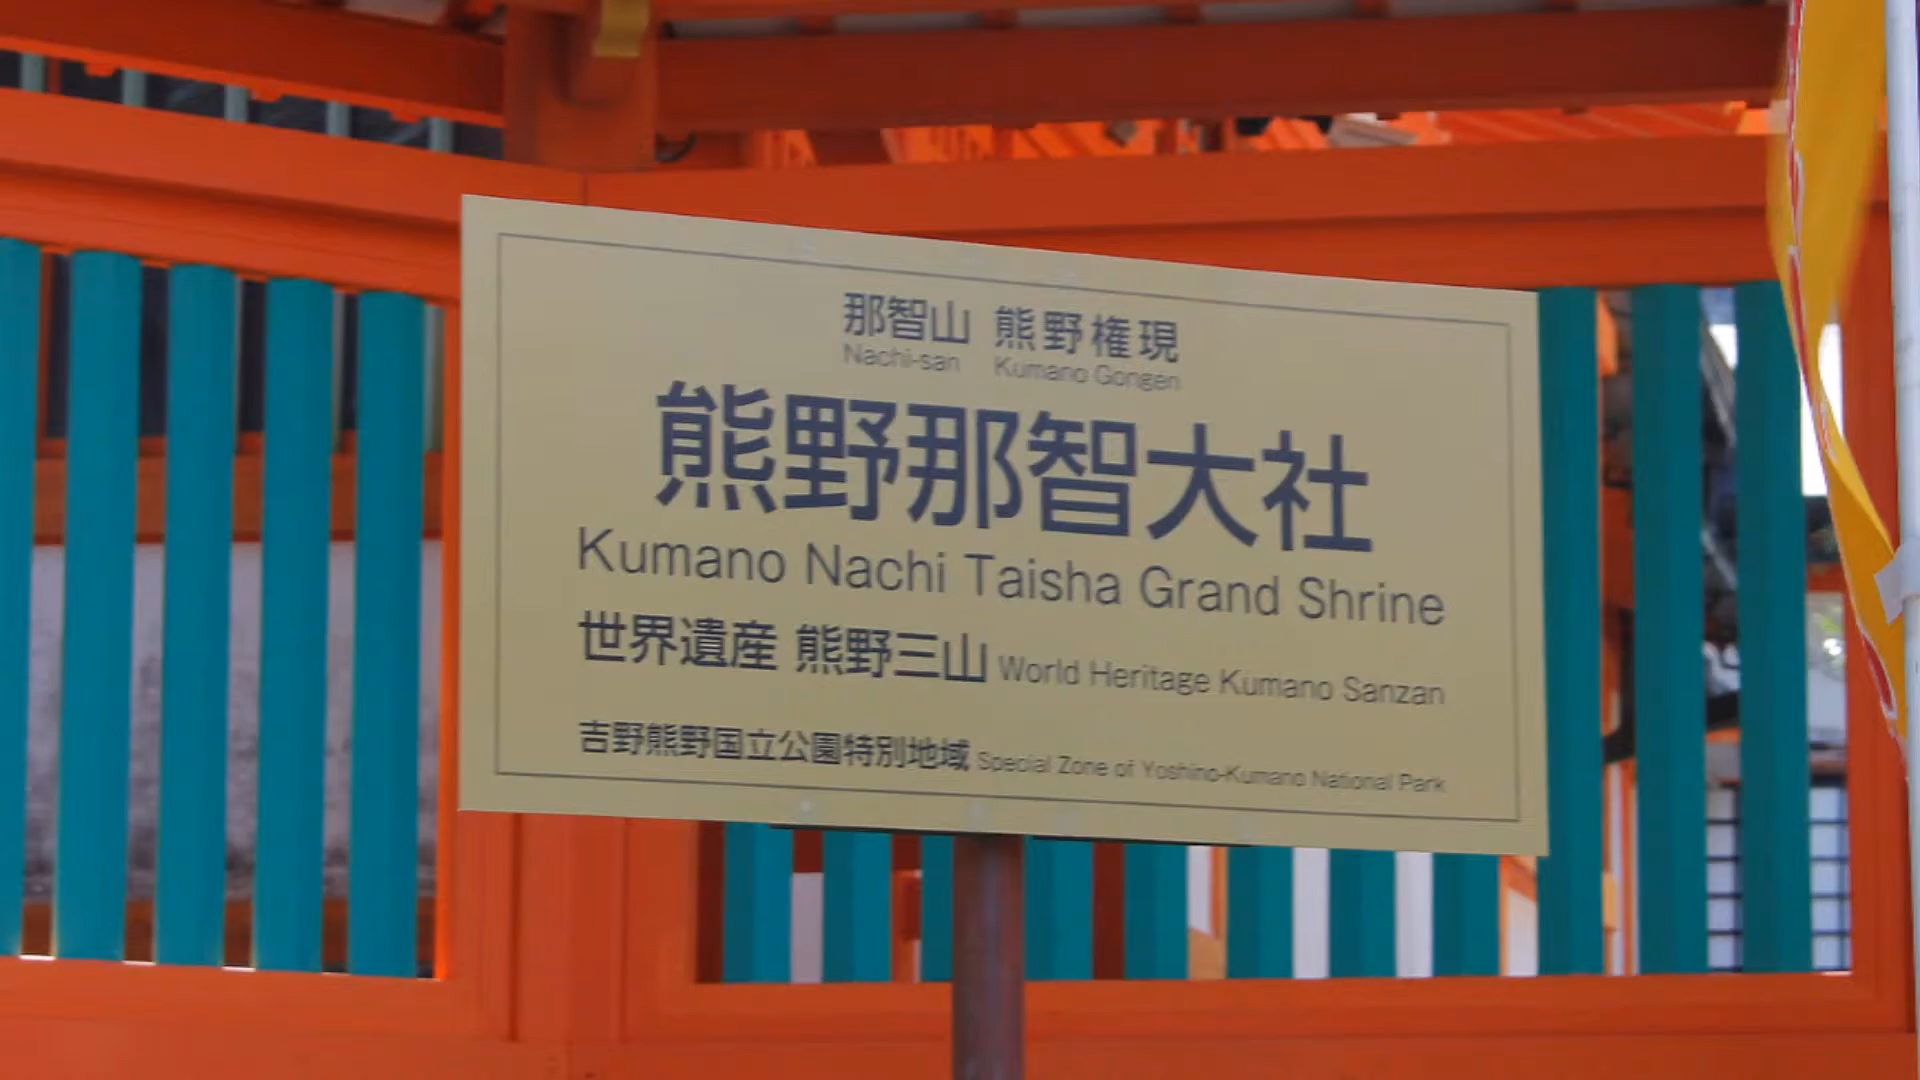 那智山 熊野権現
Nachi-san Kumano Gongen
熊野那智大社
Kumano Nachi Taisha Grand Shrine
世界遺産 熊野三山 World Heritage Kumano Sanzan
吉野熊野国立公園特別地域 Special Zone of Yoshino-Kumano National Park